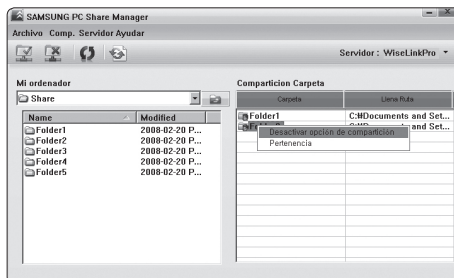 SAMSUNG PC Share Manager
Archivo Comp. Servidor Ayudar
Servidor : WiseLinkPro
Mi ordenador
Share
Name Modified
Folder1 2008-02-20 P...
Folder2 2008-02-20 P...
Folder3 2008-02-20 P...
Folder4 2008-02-20 P...
Folder5 2008-02-20 P...
Comparticion Carpeta
Carpeta Llena Ruta
Folder1 C:\#Documents and Set...
Desactivar opción de compartición
Pertenencia